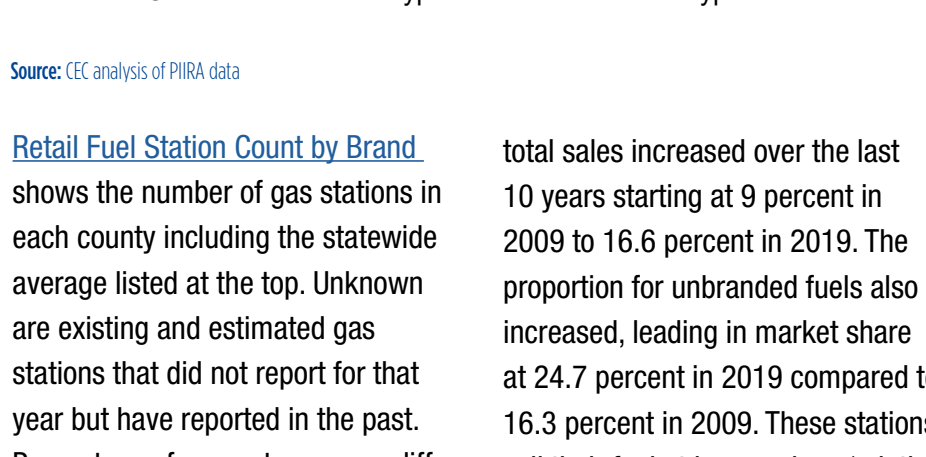 Source: CEC analysis of PIIRA data
Retail Fuel Station Count by Brand
shows the number of gas stations in
each county including the statewide
average listed at the top. Unknown
are existing and estimated gas
stations that did not report for that
year but have reported in the past.
total sales increased over the last
10 years starting at 9 percent in
2009 to 16.6 percent in 2019. The
proportion for unbranded fuels also
increased, leading in market share
at 24.7 percent in 2019 compared
16.3 percent in 2009. These stations